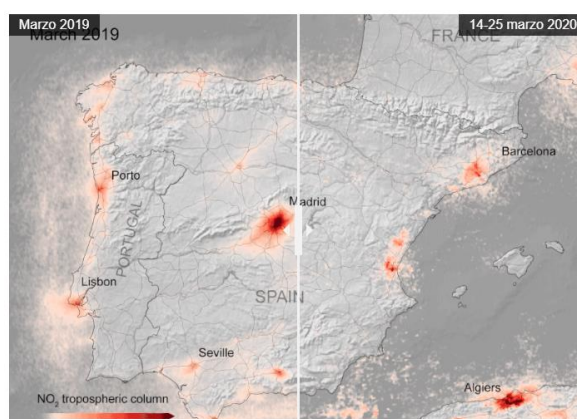 Marzo 2019
14-25 marzo 2020
March 2019
FRANCE
Barcelona
Porto
Madrid
PORTUGAL
Lisbon
SPAIN
Seville
Algiers
NO₂ tropospheric column